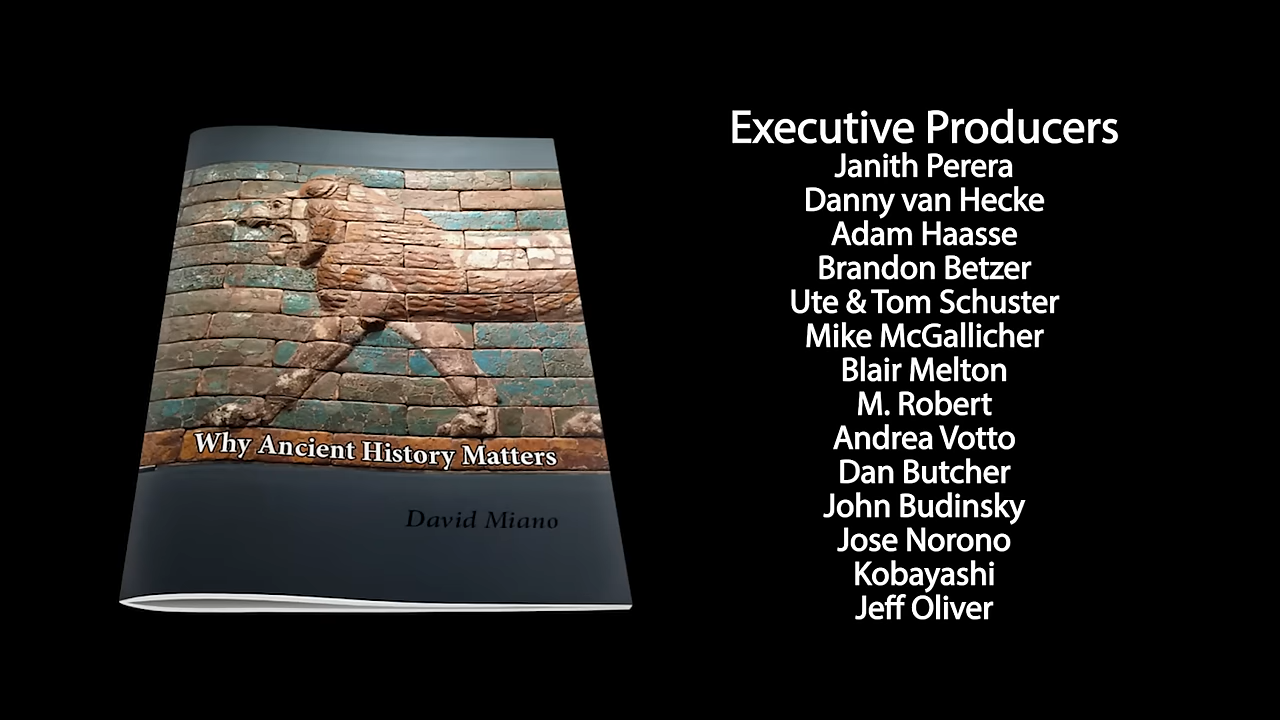 Why Ancient History Matters
David Miano
Executive Producers
Janith Perera
Danny van Hecke
Adam Haasse
Brandon Betzer
Ute & Tom Schuster
Mike McGallicher
Blair Melton
M. Robert
Andrea Votto
Dan Butcher
John Budinsky
Jose Norono
Kobayashi
Jeff Oliver